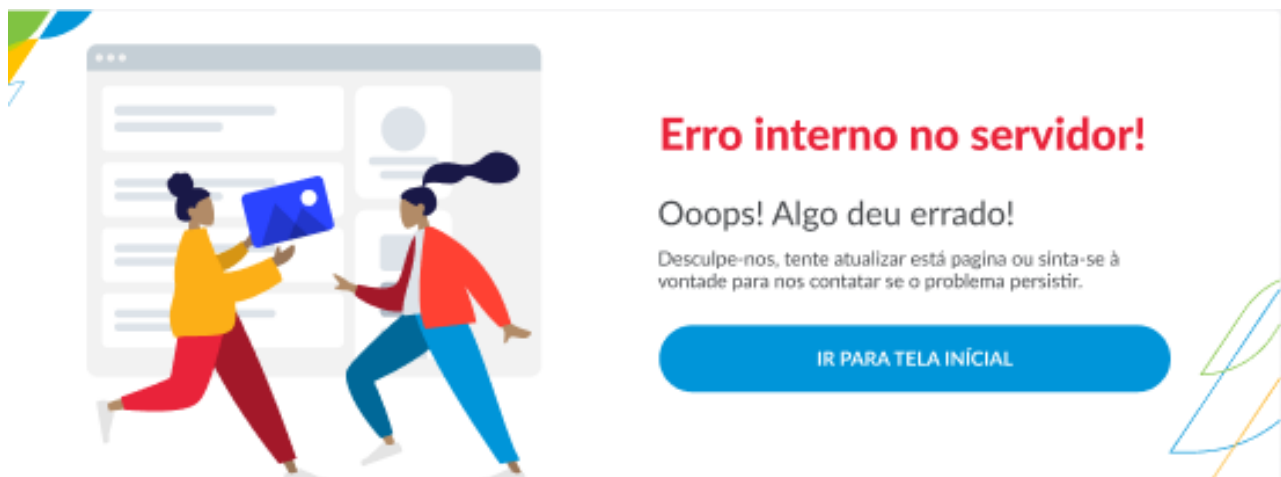 Erro interno no servidor!
Ooops! Algo deu errado!
Desculpe-nos, tente atualizar está pagina ou sinta-se à
vontade para nos contatar se o problema persistir.
IR PARA TELA INÍCIAL